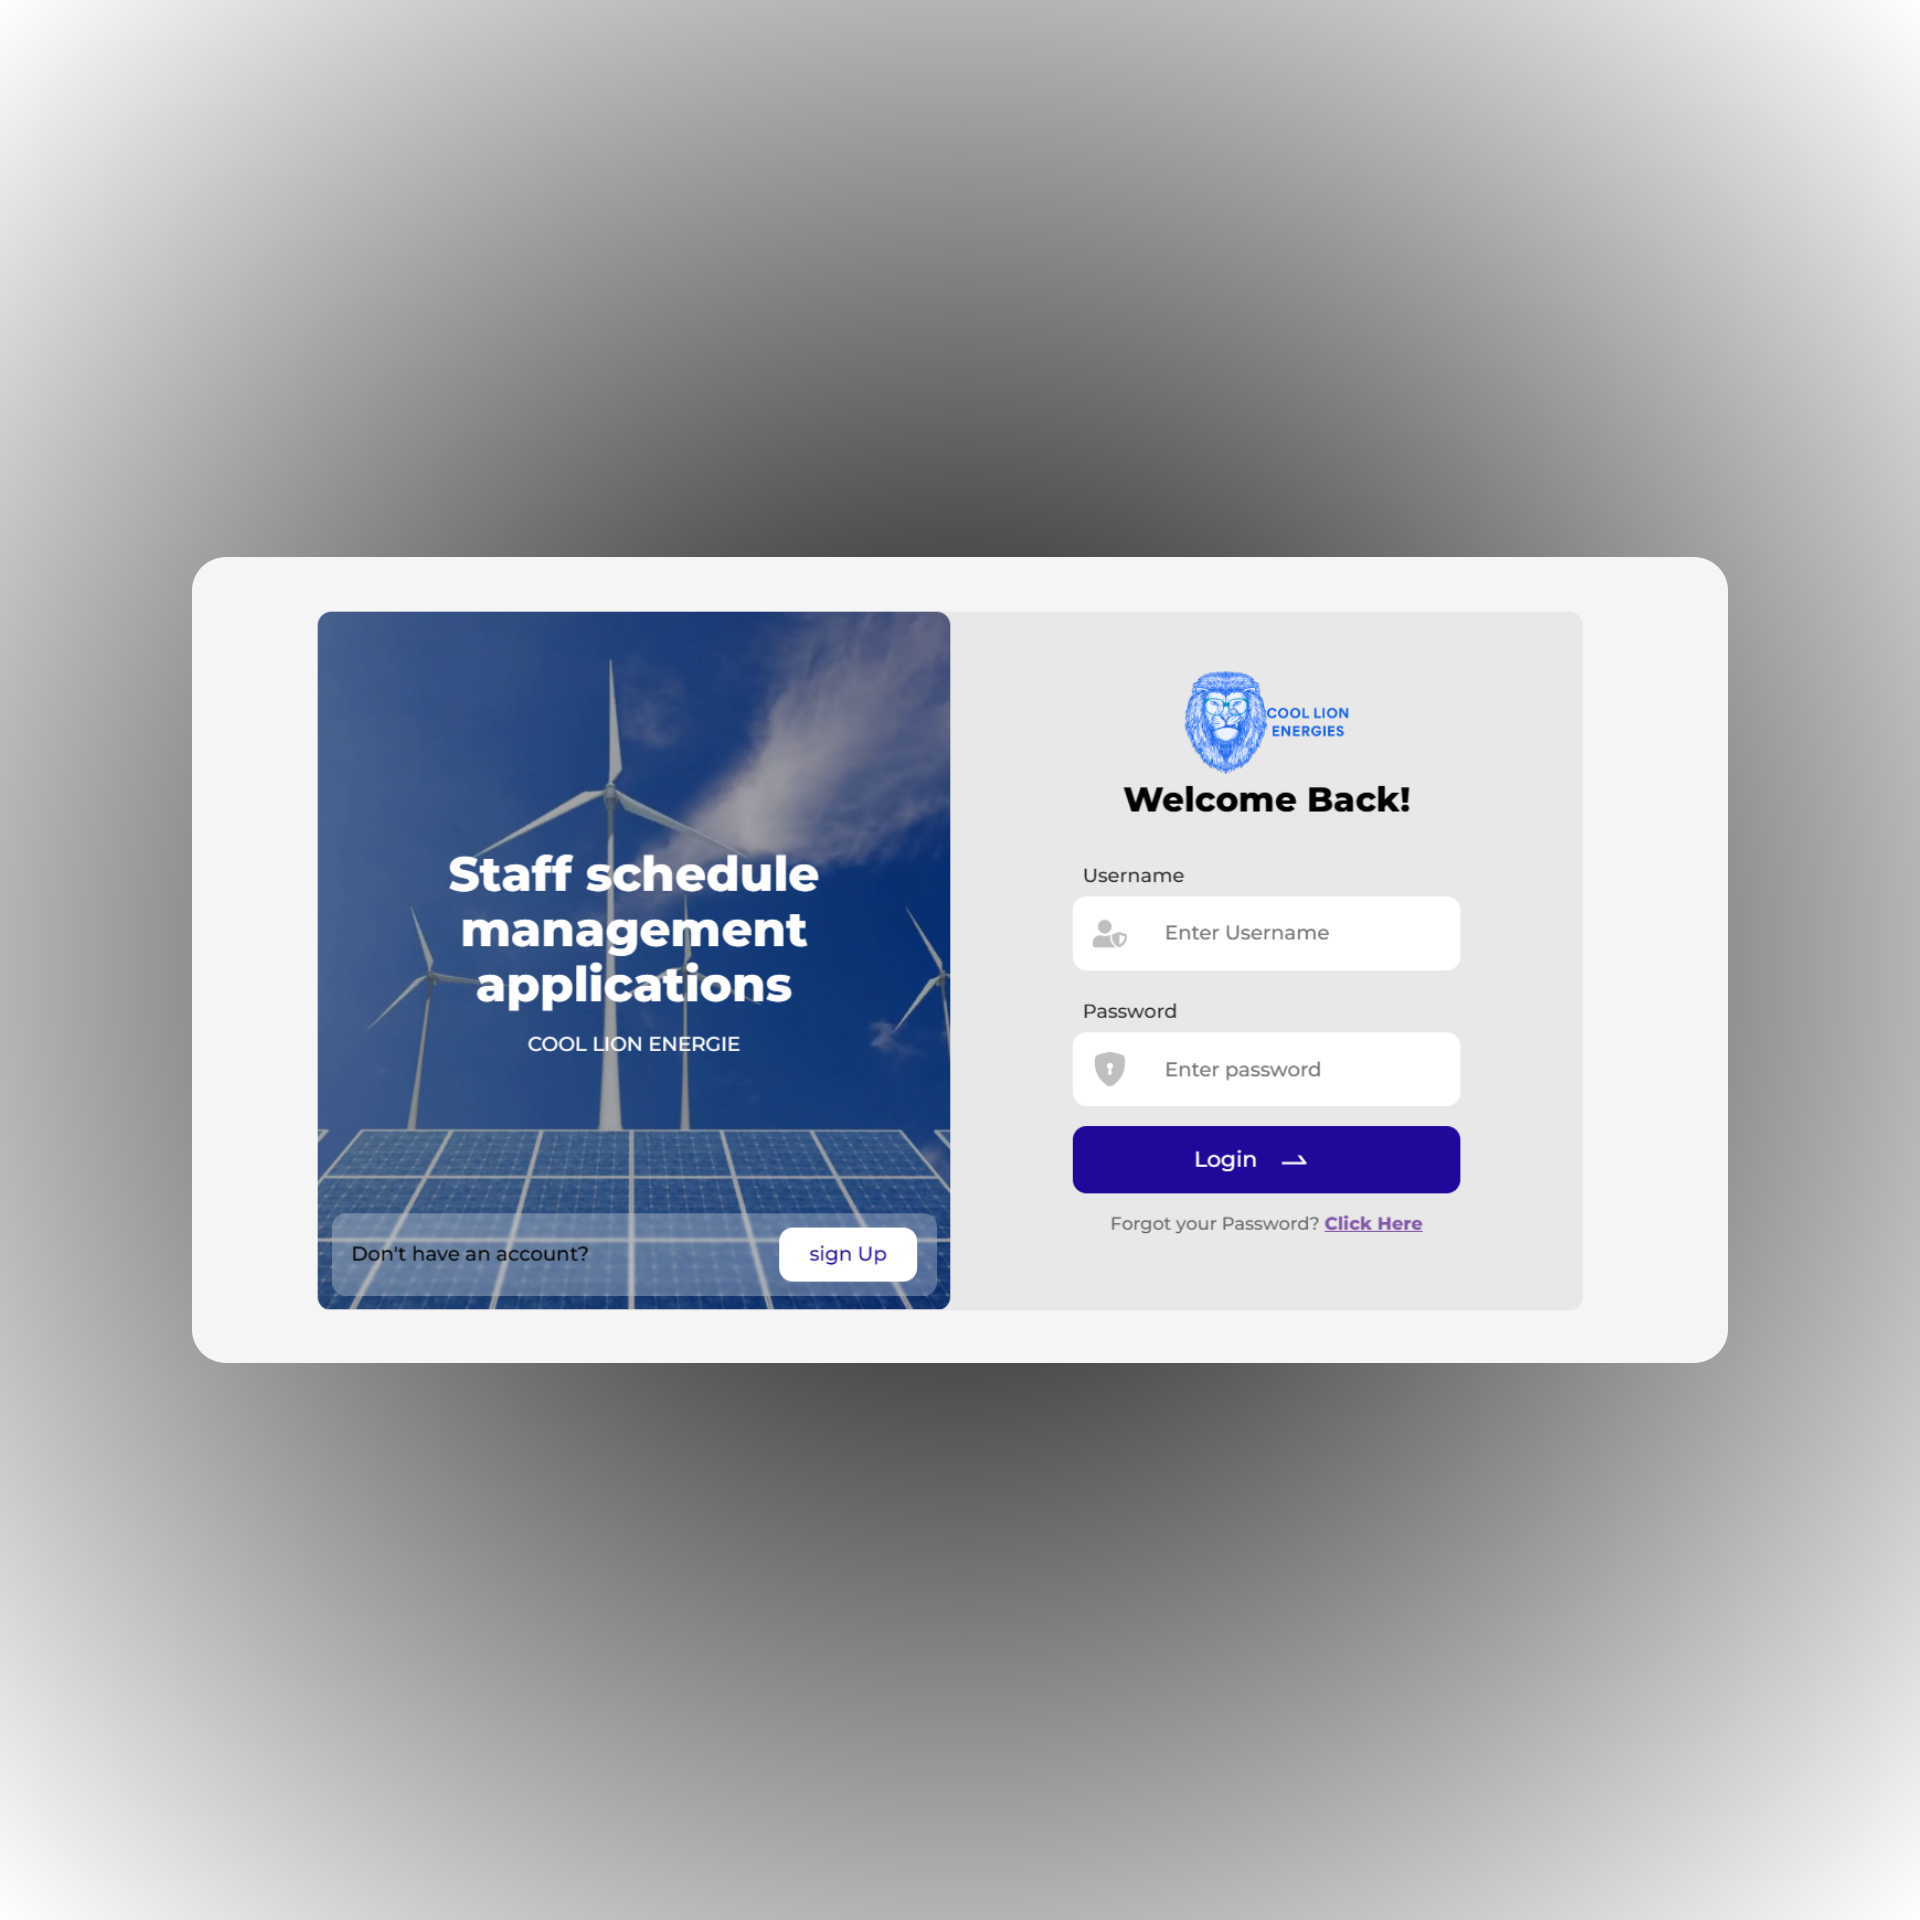 Staff schedule
management
applications
COOL LION ENERGIE
Don't have an account?
sign Up
COOL LION
ENERGIES
Welcome Back!
Username
Enter Username
Password
Enter password
Login
Forgot your Password? Click Here